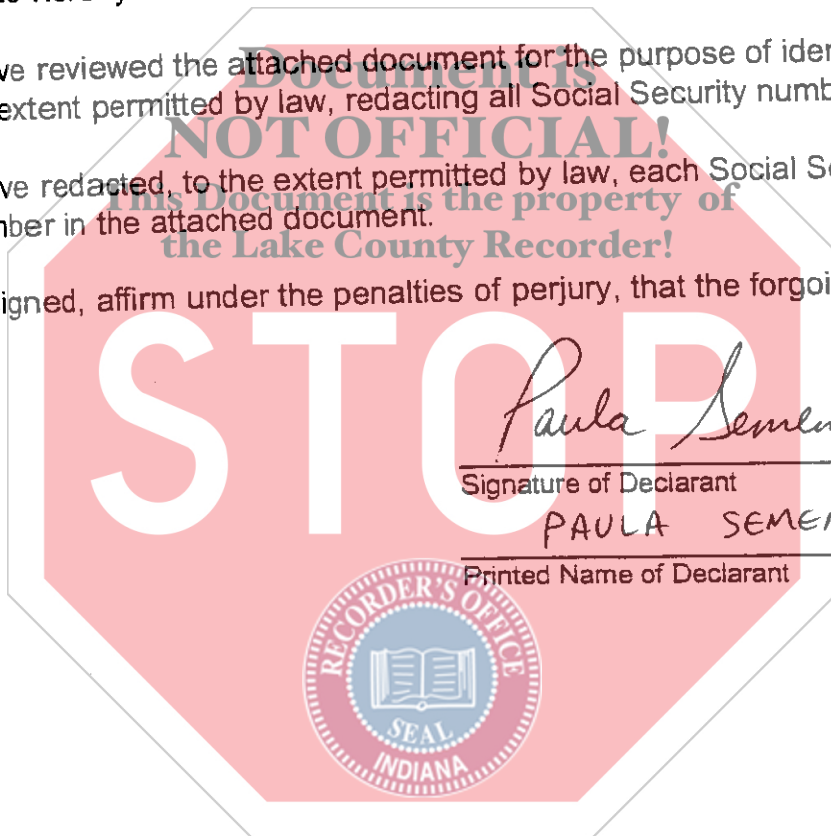 ve reviewed the attached document for the purpose of iden
extent permitted by law, redacting all Social Security numb
ve redacted, to the extent permitted by law, each Social Se
nber in the attached document.
igned, affirm under the penalties of perjury, that the forgoi
Document is
NOT OFFICIAL!
This Document is the property of
the Lake County Recorder!
STOP
Paula Semen
Signature of Declarant
PAULA SEMEN
Printed Name of Declarant
RECORDER'S OFFICE
SEAL
INDIANA